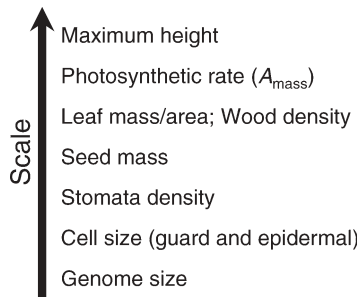 Maximum height
Photosynthetic rate (Amass)
Leaf mass/area; Wood density
Seed mass
Stomata density
Cell size (guard and epidermal)
Genome size
Scale